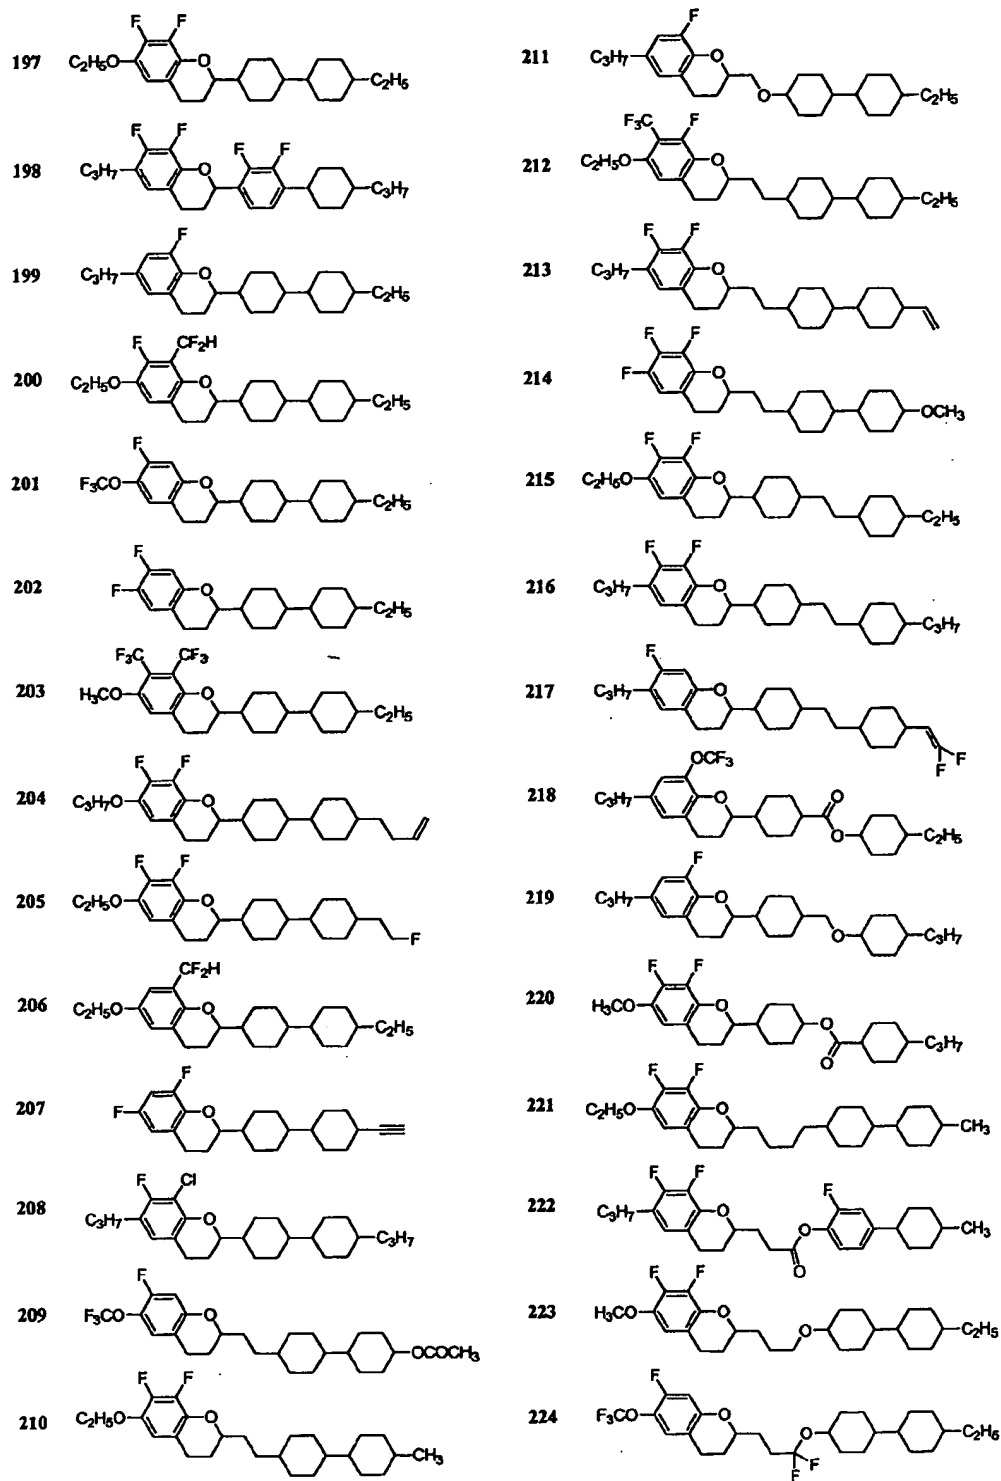 197
F F
C₂H₅O O C₂H₅
198
F F
C₃H₇ O F F C₃H₇
199
F
C₃H₇ O C₂H₅
200
F CF₂H
C₂H₅O O C₂H₅
201
F
F₃CO O C₂H₅
202
F
F O C₂H₅
203
F₃C CF₃
H₃CO O C₂H₅
204
F F
C₃H₇O O
205
F F
C₂H₅O O F
206
CF₂H
C₂H₅O O C₂H₅
207
F
F O
208
F Cl
C₃H₇ O C₃H₇
209
F
F₃CO O OCOCH₃
210
F F
C₂H₅O O CH₃
211
F
C₃H₇ O O C₂H₅
212
F₃C F
C₂H₅O O C₂H₅
213
F F
C₃H₇ O
214
F F
F O OCH₃
215
F F
C₂H₅O O C₂H₅
216
F F
C₃H₇ O C₃H₇
217
F
C₃H₇ O F F
218
OCF₃
C₃H₇ O O O C₂H₅
219
F
C₃H₇ O O C₃H₇
220
F F
H₃CO O O O C₃H₇
221
F F
C₂H₅O O CH₃
222
F F
C₃H₇ O O O F CH₃
223
F F
H₃CO O O C₂H₅
224
F
F₃CO O O F F C₂H₅